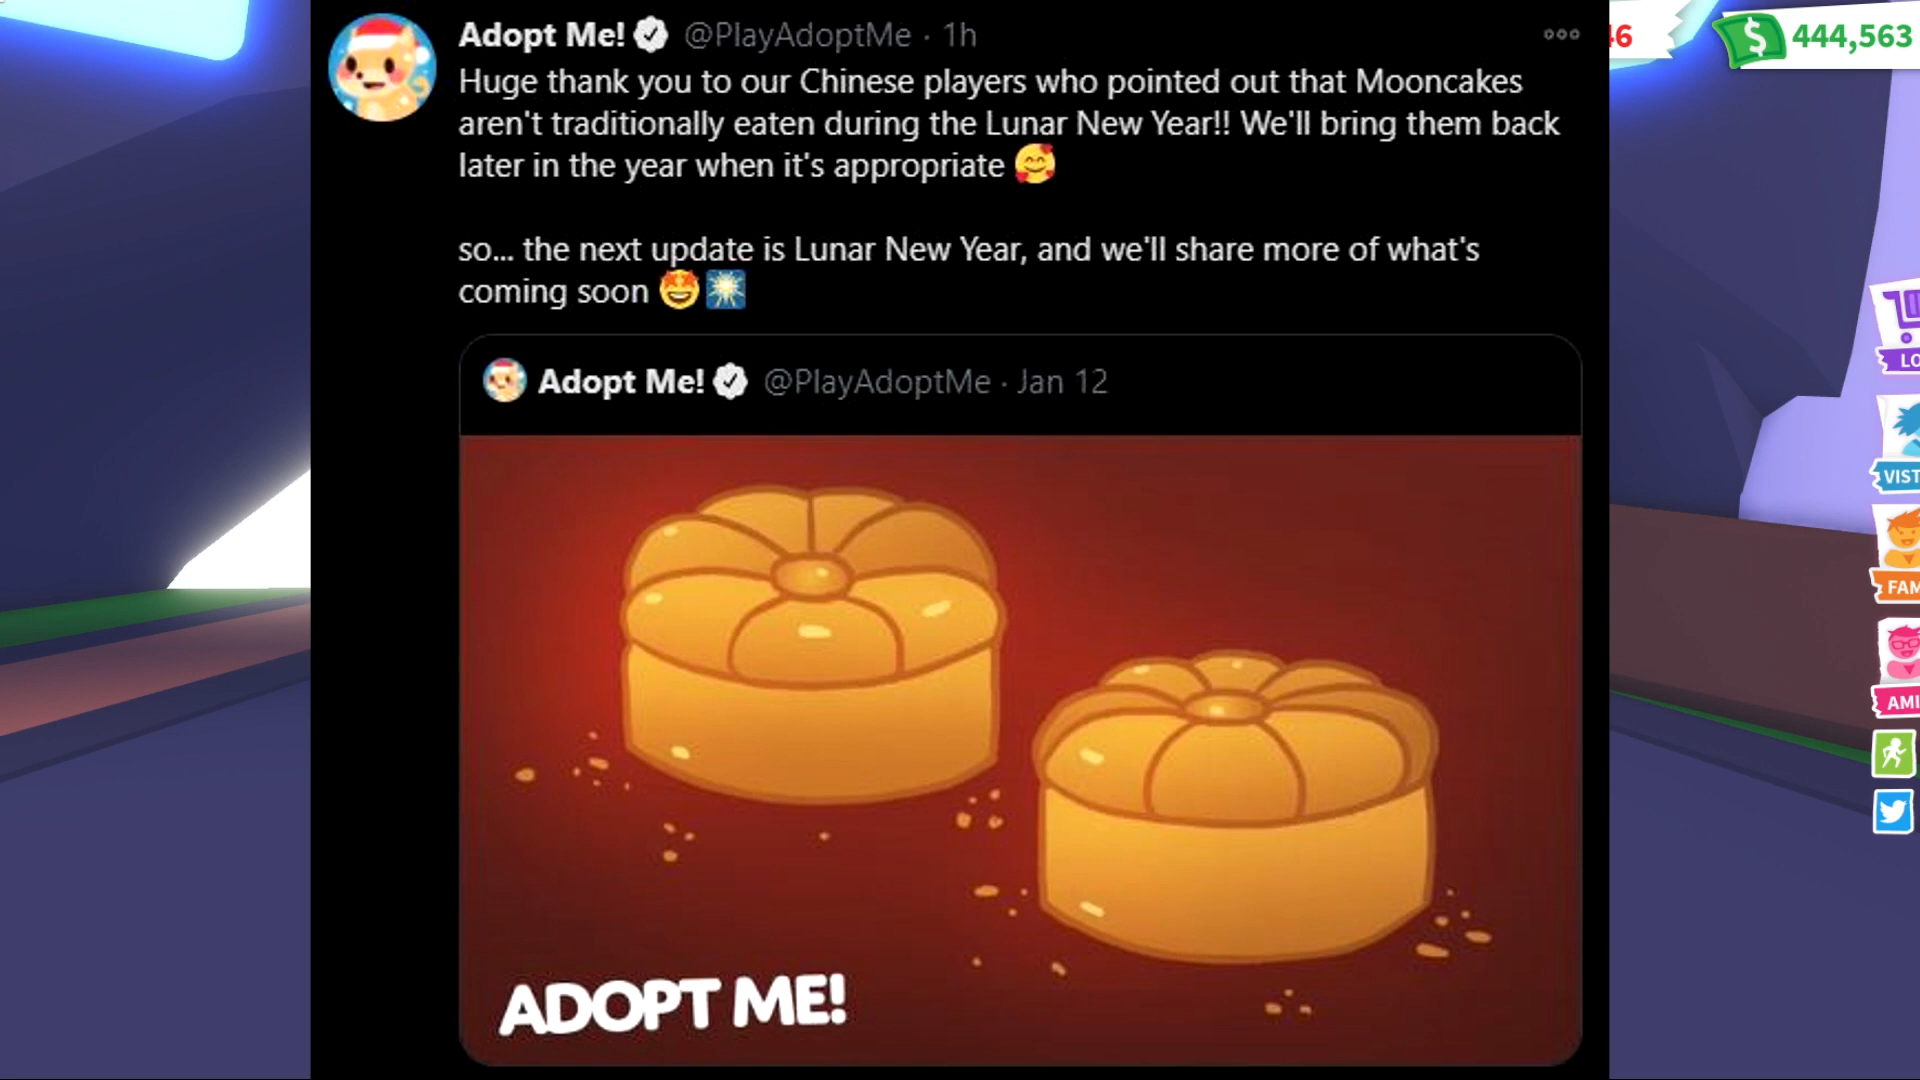 Adopt Me! @PlayAdoptMe · 1h
Huge thank you to our Chinese players who pointed out that Mooncakes
aren't traditionally eaten during the Lunar New Year!! We'll bring them back
later in the year when it's appropriate 🥰
so... the next update is Lunar New Year, and we'll share more of what's
coming soon 🤩🎇
Adopt Me! @PlayAdoptMe · Jan 12
ADOPT ME!
46
$ 444,563
LO
VIST
FAM
AMI